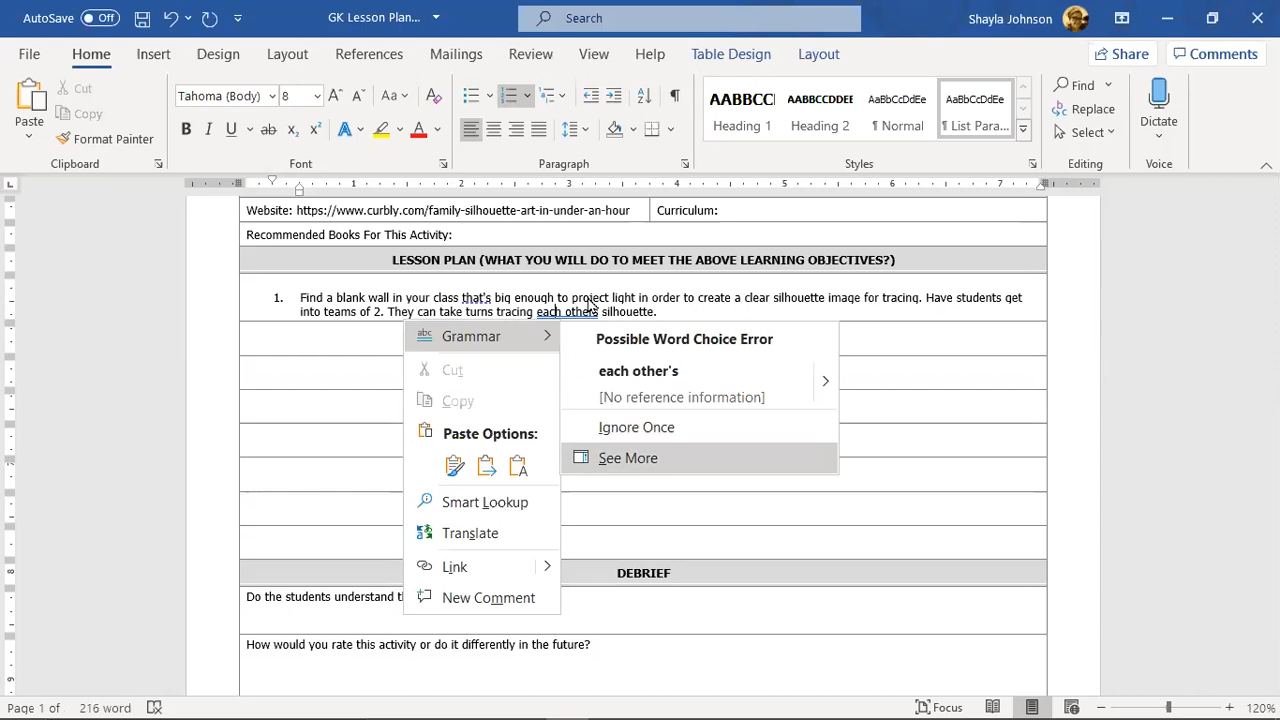 AutoSave Off GK Lesson Plan... Search Shayla Johnson
File Home Insert Design Layout References Mailings Review View Help Table Design Layout Share Comments
Paste Cut Copy Format Painter Clipboard
Tahoma (Body) 8 Font
Paragraph
AABBCCI Heading 1 AABBCCDDEE Heading 2 AaBbCcDdEe ¶ Normal AaBbCcDdEe ¶ List Para... Styles
Find Replace Select Editing
Dictate Voice
1 2 3 4 5 6 7
Website: https://www.curbly.com/family-silhouette-art-in-under-an-hour Curriculum:
Recommended Books For This Activity:
LESSON PLAN (WHAT YOU WILL DO TO MEET THE ABOVE LEARNING OBJECTIVES?)
1. Find a blank wall in your class that's big enough to project light in order to create a clear silhouette image for tracing. Have students get
into teams of 2. They can take turns tracing each others silhouette.
Grammar
Cut
Copy
Paste Options:
Smart Lookup
Translate
Link
New Comment
Possible Word Choice Error
each other's
[No reference information]
Ignore Once
See More
DEBRIEF
Do the students understand t
How would you rate this activity or do it differently in the future?
Page 1 of 216 word Focus 120%